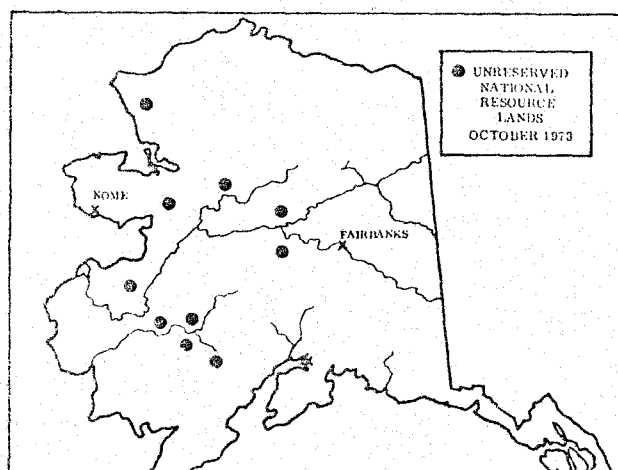 UNRESERVED
NATIONAL
RESOURCE
LANDS
OCTOBER 1973
NOME
FAIRBANKS